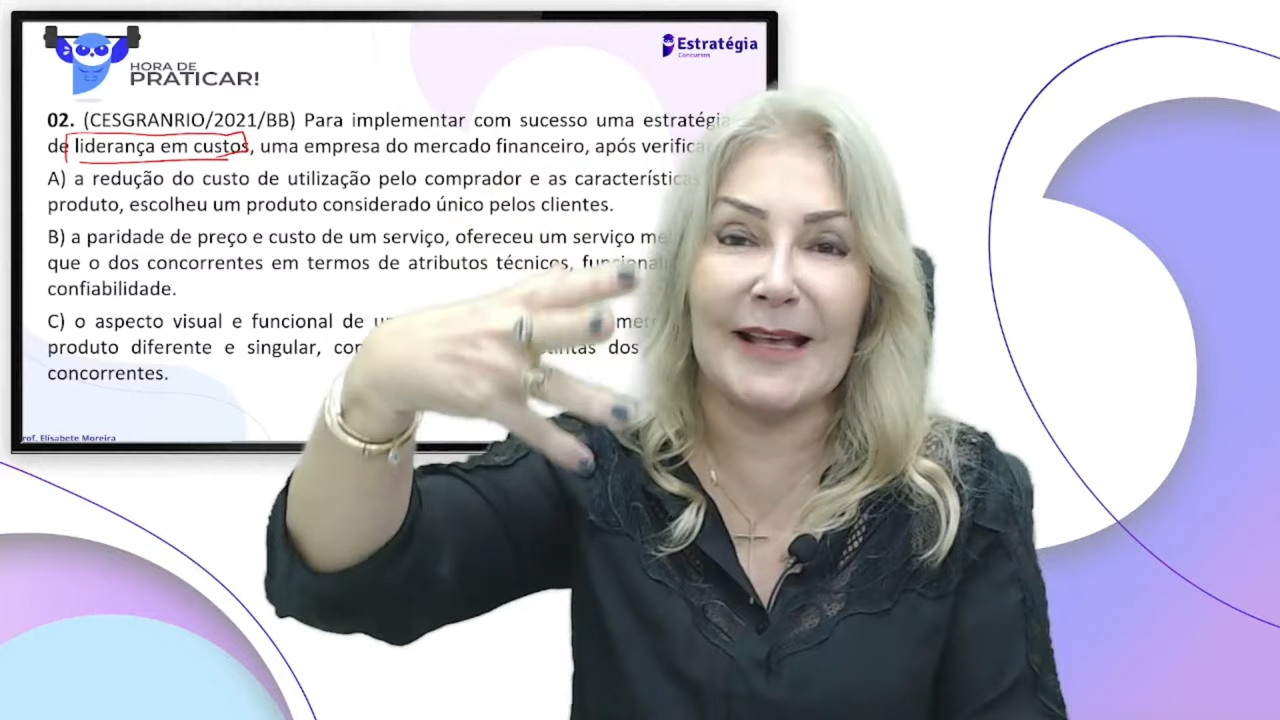 HORA DE
PRATICAR!
Estratégia
Concursos
02. (CESGRANRIO/2021/BB) Para implementar com sucesso uma estratégia
de liderança em custos, uma empresa do mercado financeiro, após
A) a redução do custo de utilização pelo comprador e as características
produto, escolheu um produto considerado único pelos clientes.
B) a paridade de preço e custo de um serviço, ofereceu um serviço
que o dos concorrentes em termos de atributos técnicos,
confiabilidade.
C) o aspecto visual e funcional de
produto diferente e singular, dos
concorrentes.
Prof. Elisabete Moreira